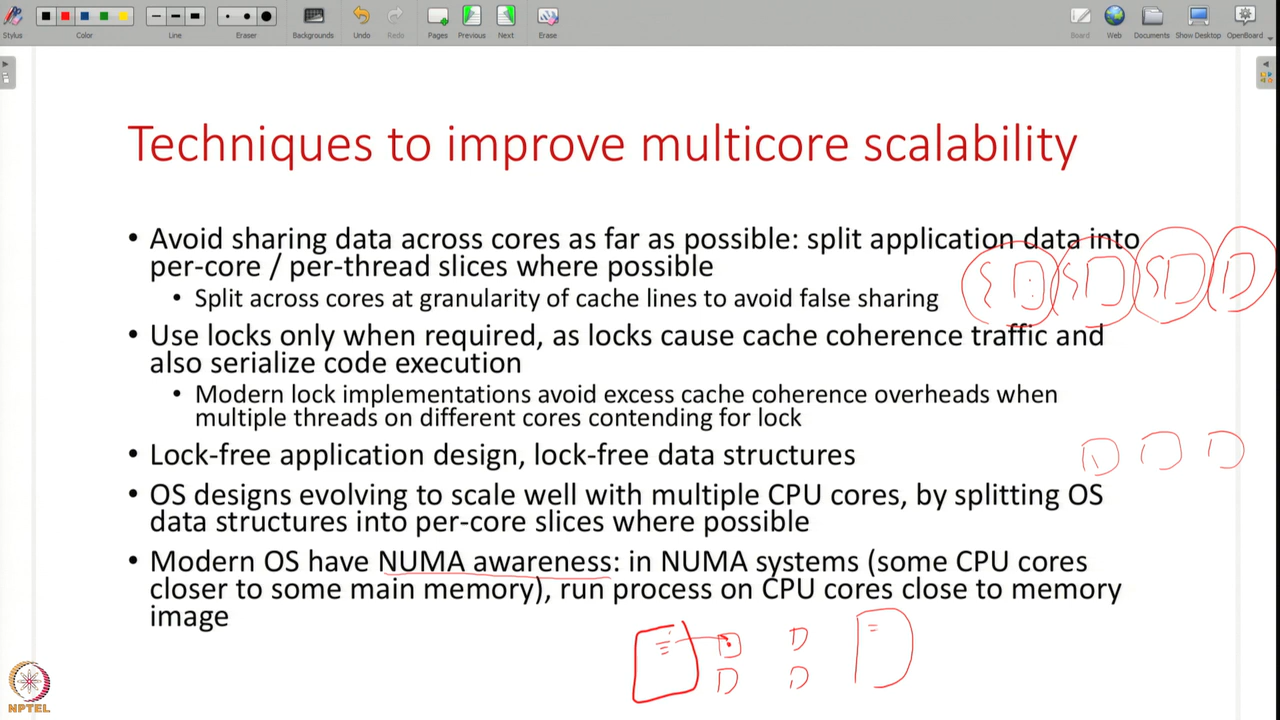 Stylus
Color
Line
Eraser
Backgrounds
Undo
Redo
Pages
Previous
Next
Erase
Board
Web
Documents
Show Desktop
OpenBoard
Techniques to improve multicore scalability
• Avoid sharing data across cores as far as possible: split application data into
per-core / per-thread slices where possible
• Split across cores at granularity of cache lines to avoid false sharing
• Use locks only when required, as locks cause cache coherence traffic and
also serialize code execution
• Modern lock implementations avoid excess cache coherence overheads when
multiple threads on different cores contending for lock
• Lock-free application design, lock-free data structures
• OS designs evolving to scale well with multiple CPU cores, by splitting OS
data structures into per-core slices where possible
• Modern OS have NUMA awareness: in NUMA systems (some CPU cores
closer to some main memory), run process on CPU cores close to memory
image
NPTEL